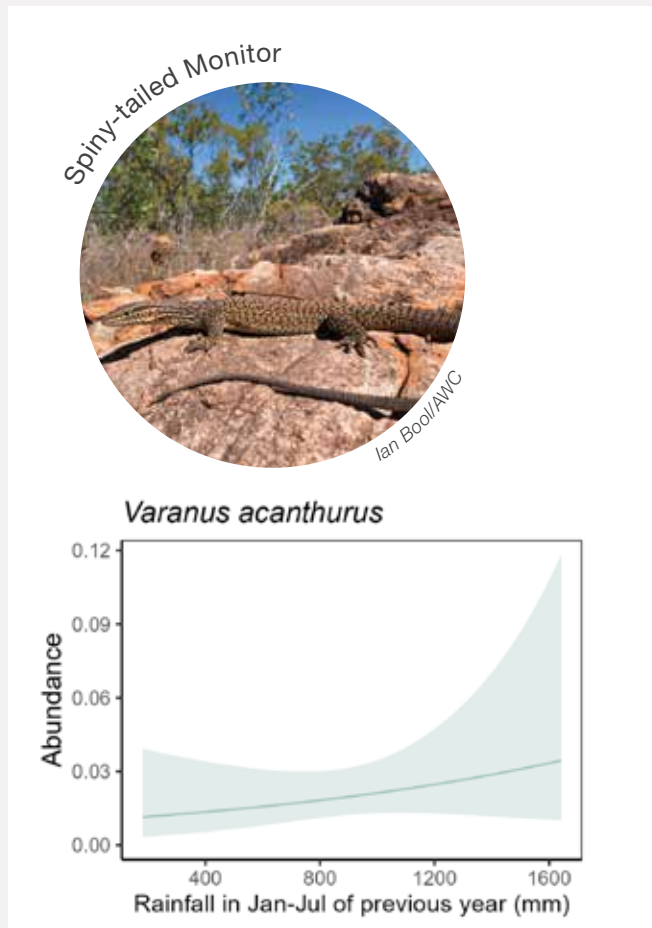 Spiny-tailed Monitor
Ian Bool/AWC
Varanus acanthurus
0.12
0.09
0.06
0.03
0.00
Abundance
400 800 1200 1600
Rainfall in Jan-Jul of previous year (mm)